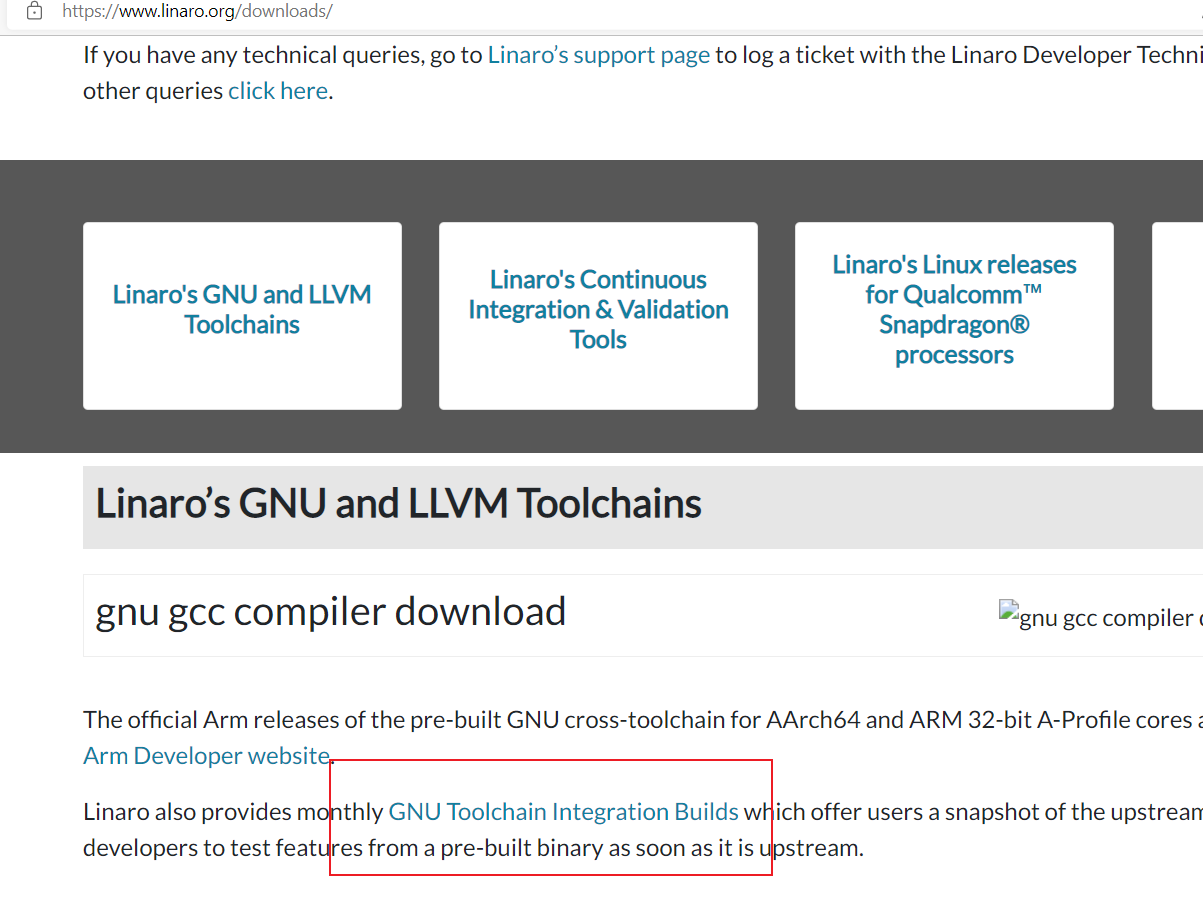 https://www.linaro.org/downloads/
If you have any technical queries, go to Linaro’s support page to log a ticket with the Linaro Developer Techni
other queries click here.
Linaro's GNU and LLVM
Toolchains
Linaro's Continuous
Integration & Validation
Tools
Linaro's Linux releases
for Qualcomm™
Snapdragon®
processors
Linaro’s GNU and LLVM Toolchains
gnu gcc compiler download
gnu gcc compiler
The official Arm releases of the pre-built GNU cross-toolchain for AArch64 and ARM 32-bit A-Profile cores
Arm Developer website.
Linaro also provides monthly GNU Toolchain Integration Builds which offer users a snapshot of the upstream
developers to test features from a pre-built binary as soon as it is upstream.